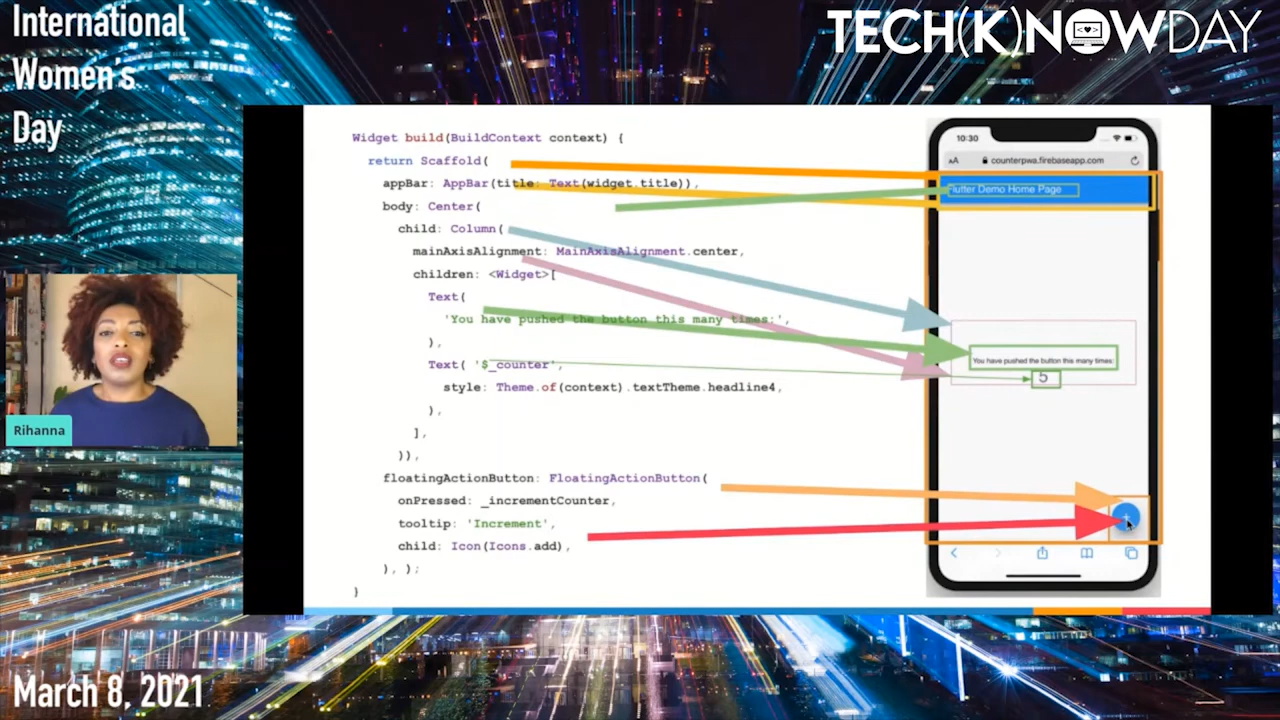 International
Women's
Day
TECH(K)NOWDAY
Widget build(BuildContext context) {
return Scaffold(
appBar: AppBar(title: Text(widget.title)),
body: Center(
child: Column(
mainAxisAlignment: MainAxisAlignment.center,
children: <Widget>[
Text(
'You have pushed the button this many times:',
),
Text( '$_counter',
style: Theme.of(context).textTheme.headline4,
),
],
)),
floatingActionButton: FloatingActionButton(
onPressed: _incrementCounter,
tooltip: 'Increment',
child: Icon(Icons.add),
), );
}
10:30
AA counterpwa.firebaseapp.com
Flutter Demo Home Page
You have pushed the button this many times:
5
Rihanna
March 8, 2021